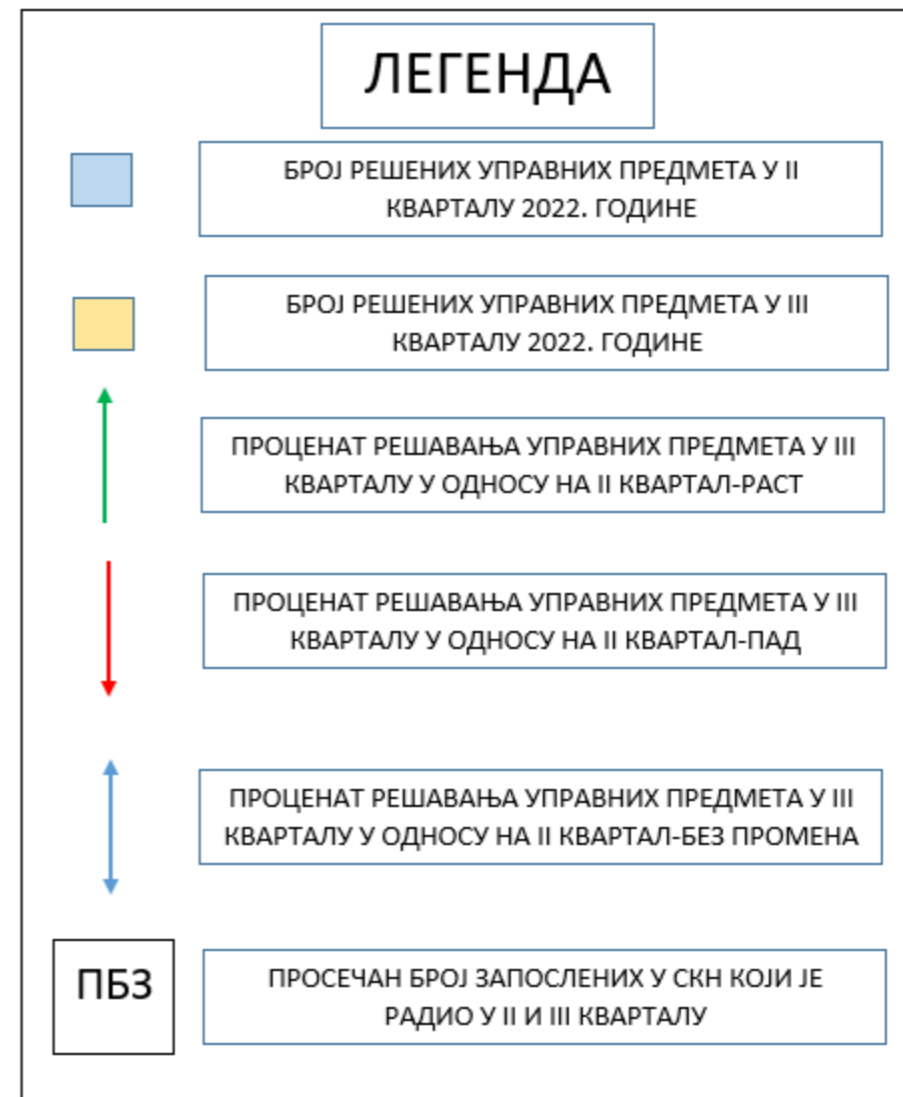 ЛЕГЕНДА
БРОЈ РЕШЕНИХ УПРАВНИХ ПРЕДМЕТА У II
КВАРТАЛУ 2022. ГОДИНЕ
БРОЈ РЕШЕНИХ УПРАВНИХ ПРЕДМЕТА У III
КВАРТАЛУ 2022. ГОДИНЕ
ПРОЦЕНАТ РЕШАВАЊА УПРАВНИХ ПРЕДМЕТА У III
КВАРТАЛУ У ОДНОСУ НА II КВАРТАЛ-РАСТ
ПРОЦЕНАТ РЕШАВАЊА УПРАВНИХ ПРЕДМЕТА У III
КВАРТАЛУ У ОДНОСУ НА II КВАРТАЛ-ПАД
ПРОЦЕНАТ РЕШАВАЊА УПРАВНИХ ПРЕДМЕТА У III
КВАРТАЛУ У ОДНОСУ НА II КВАРТАЛ-БЕЗ ПРОМЕНА
ПБЗ
ПРОСЕЧАН БРОЈ ЗАПОСЛЕНИХ У СКН КОЈИ ЈЕ
РАДИО У II И III КВАРТАЛУ